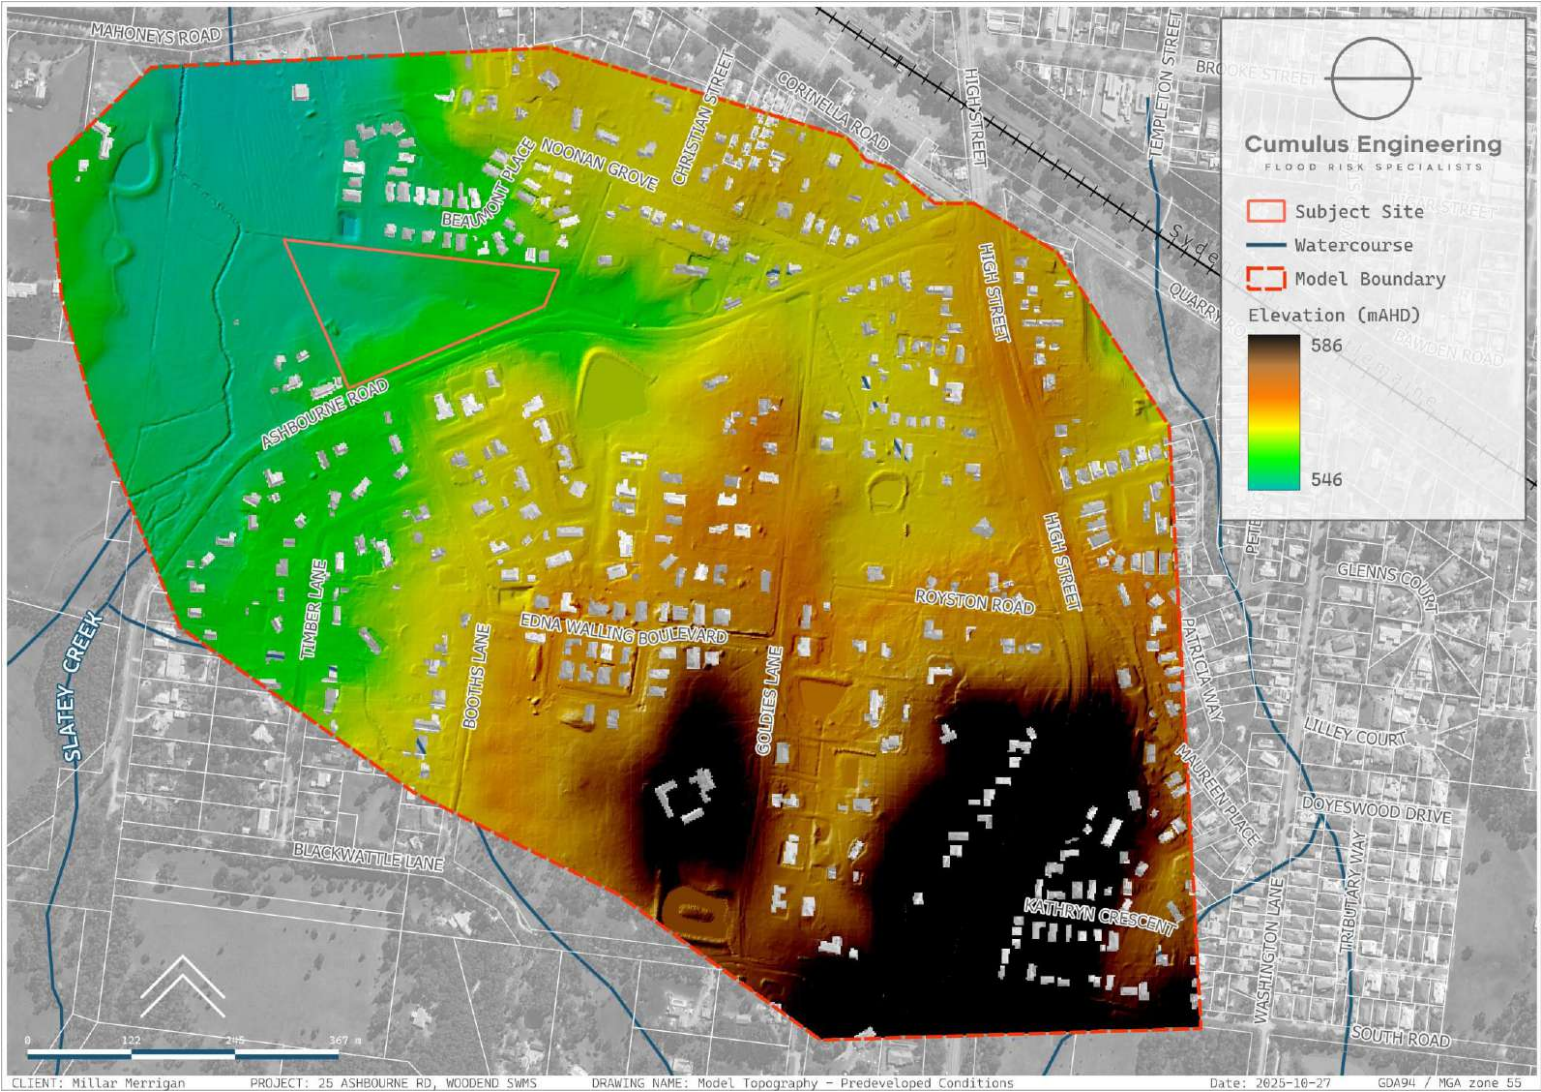 MAHONEYS ROAD
CHRISTIAN STREET
CORINELLA ROAD
HIGH STREET
TEMPLETON STREET
BROOKE STREET
NOONAN GROVE
BEAUMONT PLACE
Cumulus Engineering
FLOOD RISK SPECIALISTS
Subject Site
Watercourse
Model Boundary
Elevation (mAHD)
586
546
HIGH STREET
QUARRY
BAWDEN ROAD
ASHBOURNE ROAD
HIGH STREET
TIMBER LANE
ROYSTON ROAD
GLENNS COURT
EDNA WALLING BOULEVARD
SLATEY CREEK
BOOTHS LANE
GOLDIES LANE
PATRICIA WAY
LILLEY COURT
MAUREEN PLACE
DOYESWOOD DRIVE
BLACKWATTLE LANE
KATHRYN CRESCENT
WASHINGTON LANE
TRIBUTARY WAY
SOUTH ROAD
0 122 245 367 m
CLIENT: Millar Merrigan PROJECT: 25 ASHBOURNE RD, WOODEND SWMS DRAWING NAME: Model Topography - Predeveloped Conditions Date: 2025-10-27 GDA94 / MGA zone 55